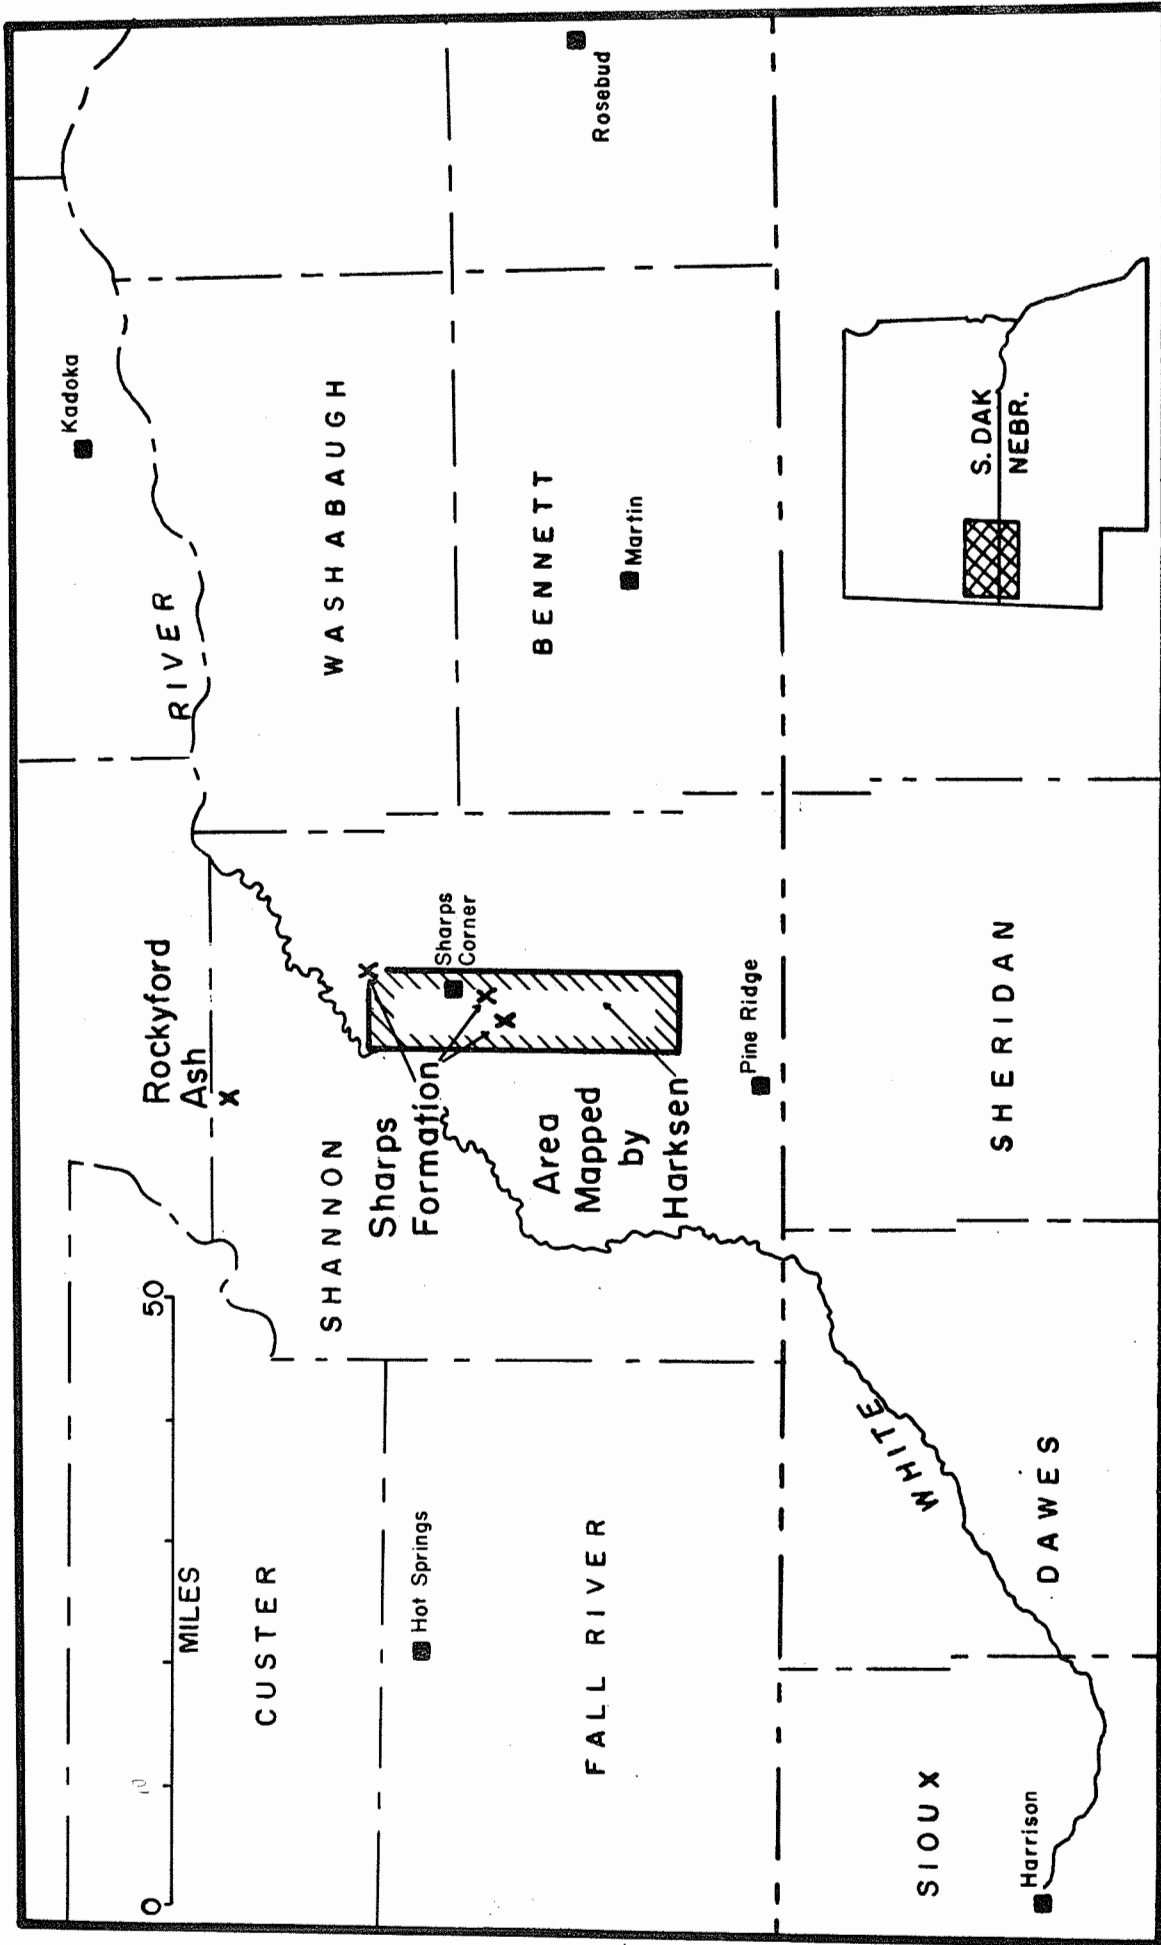 Kadoka
RIVER
Rosebud
WASHABAUGH
BENNETT
Martin
Rockyford
Ash
X
X
Sharps
Corner
X
X
Sharps
Formation
Area
Mapped
by
Harksen
Pine Ridge
SHANNON
0
10
50
MILES
CUSTER
Hot Springs
FALL RIVER
SHERIDAN
WHITE
DAWES
SIOUX
Harrison
S. DAK
NEBR.